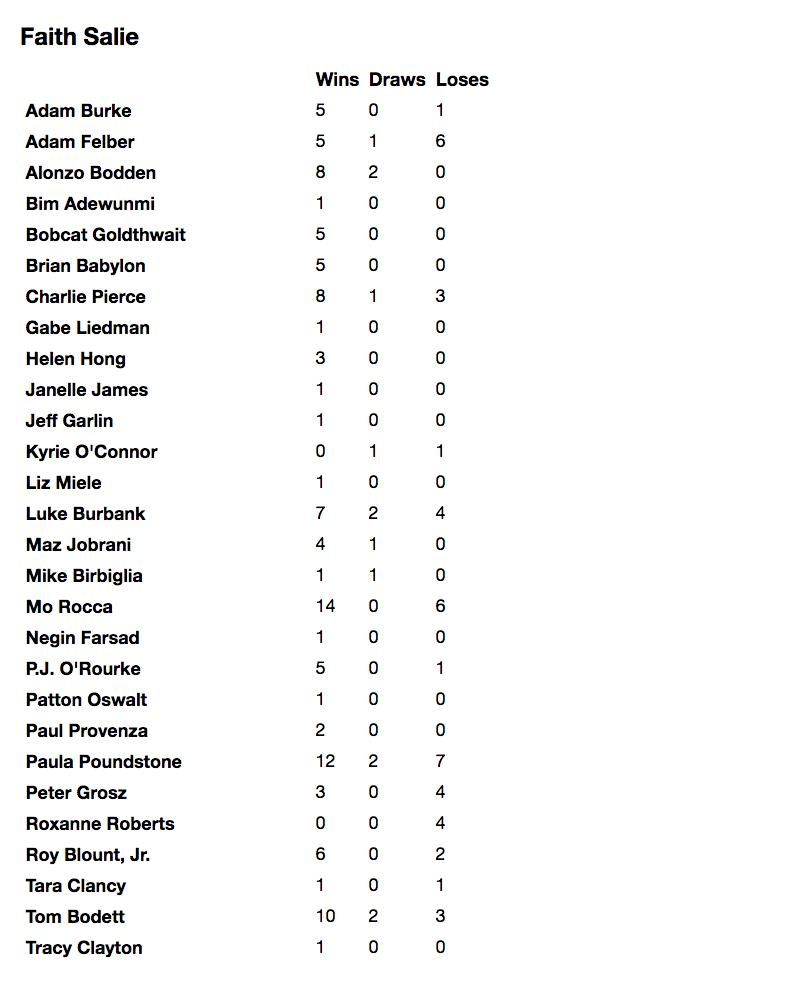 Faith Salie
Wins Draws Loses
Adam Burke 5 0 1
Adam Felber 5 1 6
Alonzo Bodden 8 2 0
Bim Adewunmi 1 0 0
Bobcat Goldthwait 5 0 0
Brian Babylon 5 0 0
Charlie Pierce 8 1 3
Gabe Liedman 1 0 0
Helen Hong 3 0 0
Janelle James 1 0 0
Jeff Garlin 1 0 0
Kyrie O'Connor 0 1 1
Liz Miele 1 0 0
Luke Burbank 7 2 4
Maz Jobrani 4 1 0
Mike Birbiglia 1 1 0
Mo Rocca 14 0 6
Negin Farsad 1 0 0
P.J. O'Rourke 5 0 1
Patton Oswalt 1 0 0
Paul Provenza 2 0 0
Paula Poundstone 12 2 7
Peter Grosz 3 0 4
Roxanne Roberts 0 0 4
Roy Blount, Jr. 6 0 2
Tara Clancy 1 0 1
Tom Bodett 10 2 3
Tracy Clayton 1 0 0